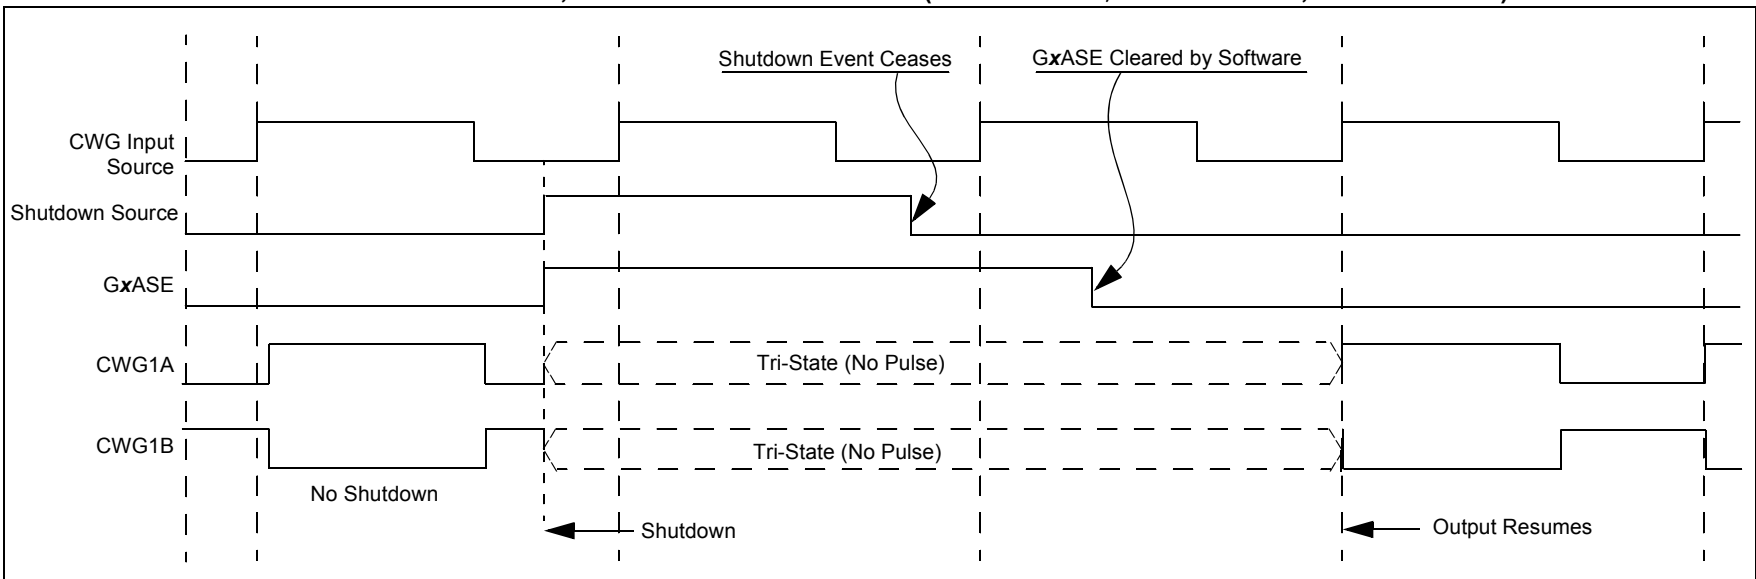 Shutdown Event Ceases
GxASE Cleared by Software
CWG Input
Source
Shutdown Source
GxASE
CWG1A
Tri-State (No Pulse)
CWG1B
Tri-State (No Pulse)
No Shutdown
Shutdown
Output Resumes